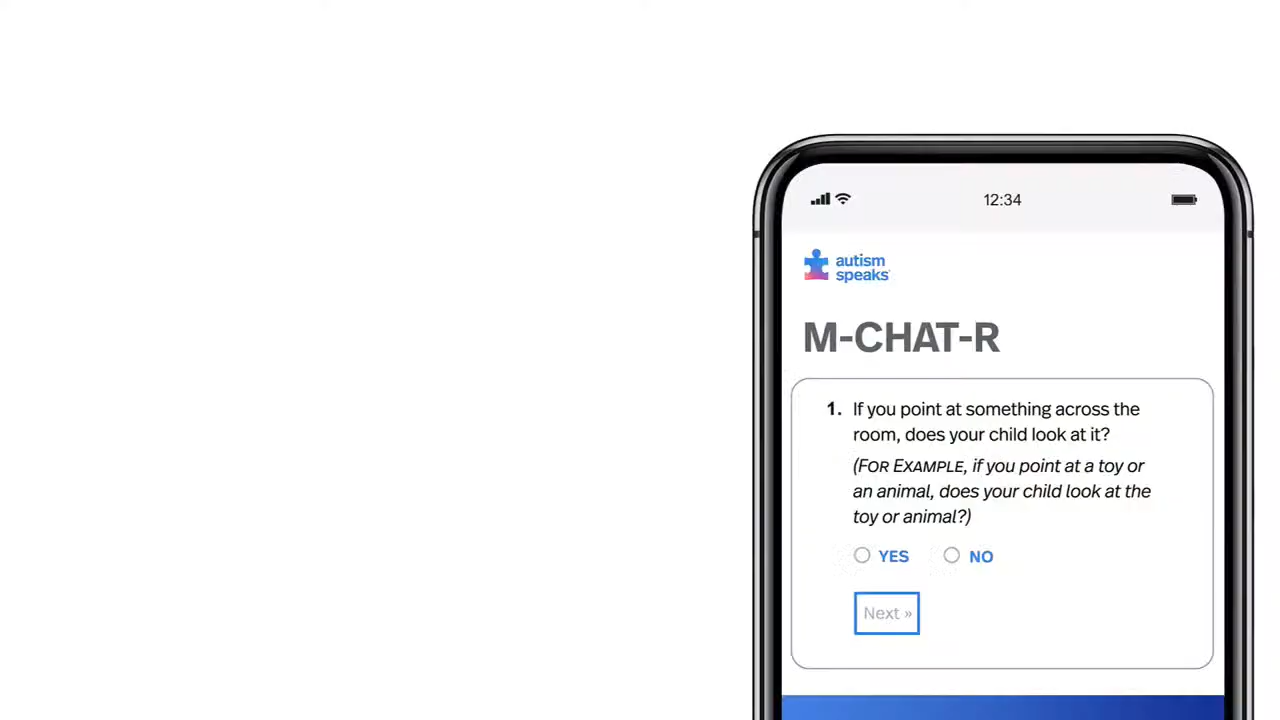 12:34
autism
speaks
M-CHAT-R
1. If you point at something across the
room, does your child look at it?
(FOR EXAMPLE, if you point at a toy or
an animal, does your child look at the
toy or animal?)
YES NO
Next »